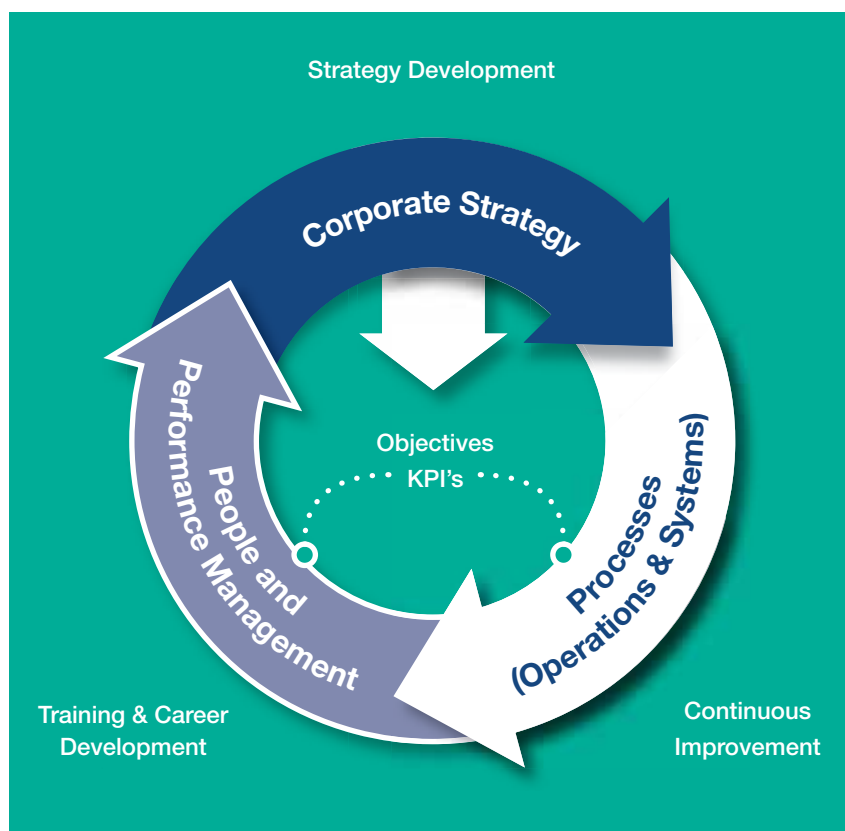 Strategy Development
Corporate Strategy
Objectives
KPI's
Processes
(Operations & Systems)
People and
Performance Management
Training & Career
Development
Continuous
Improvement